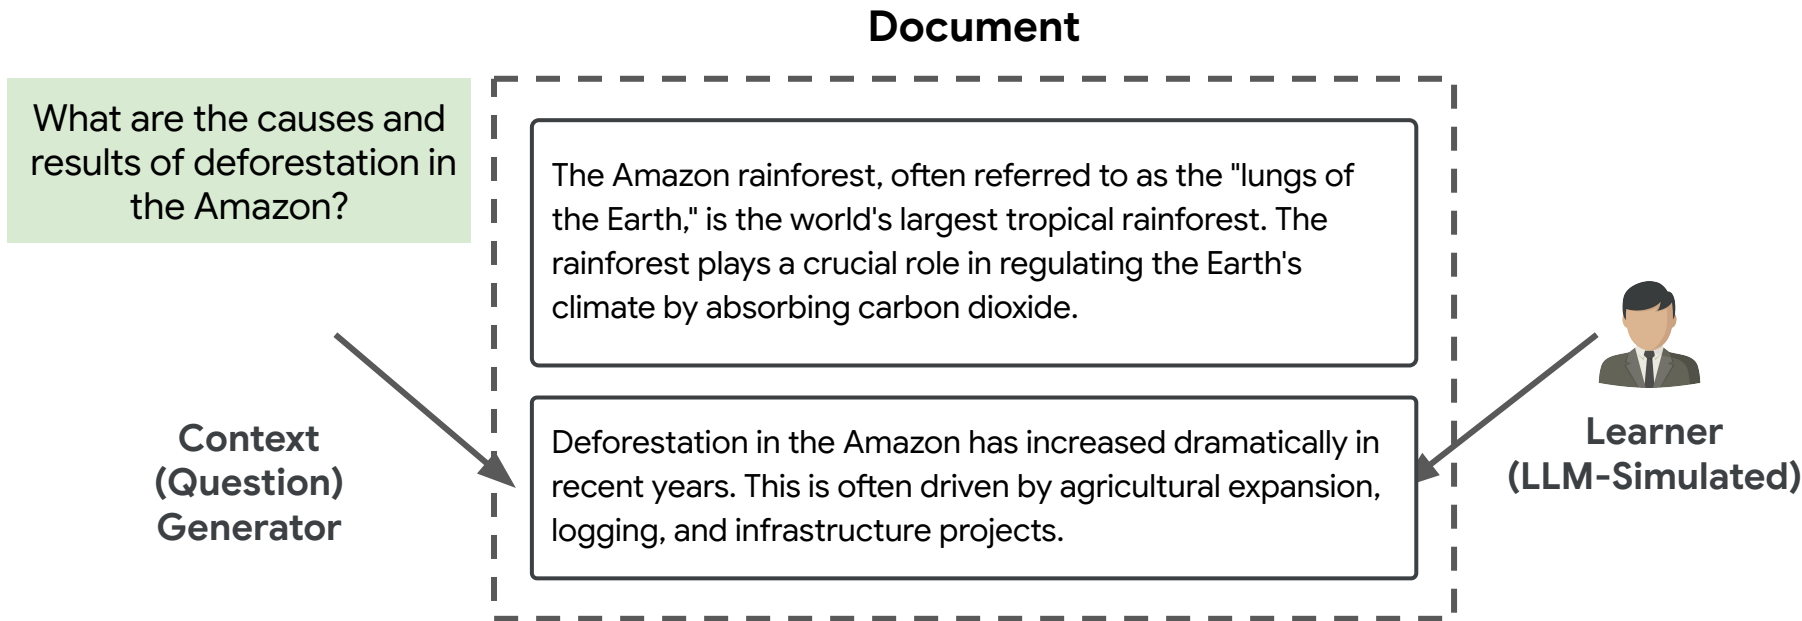 Document
What are the causes and
results of deforestation in
the Amazon?
The Amazon rainforest, often referred to as the "lungs of
the Earth," is the world's largest tropical rainforest. The
rainforest plays a crucial role in regulating the Earth's
climate by absorbing carbon dioxide.
Deforestation in the Amazon has increased dramatically in
recent years. This is often driven by agricultural expansion,
logging, and infrastructure projects.
Context
(Question)
Generator
Learner
(LLM-Simulated)